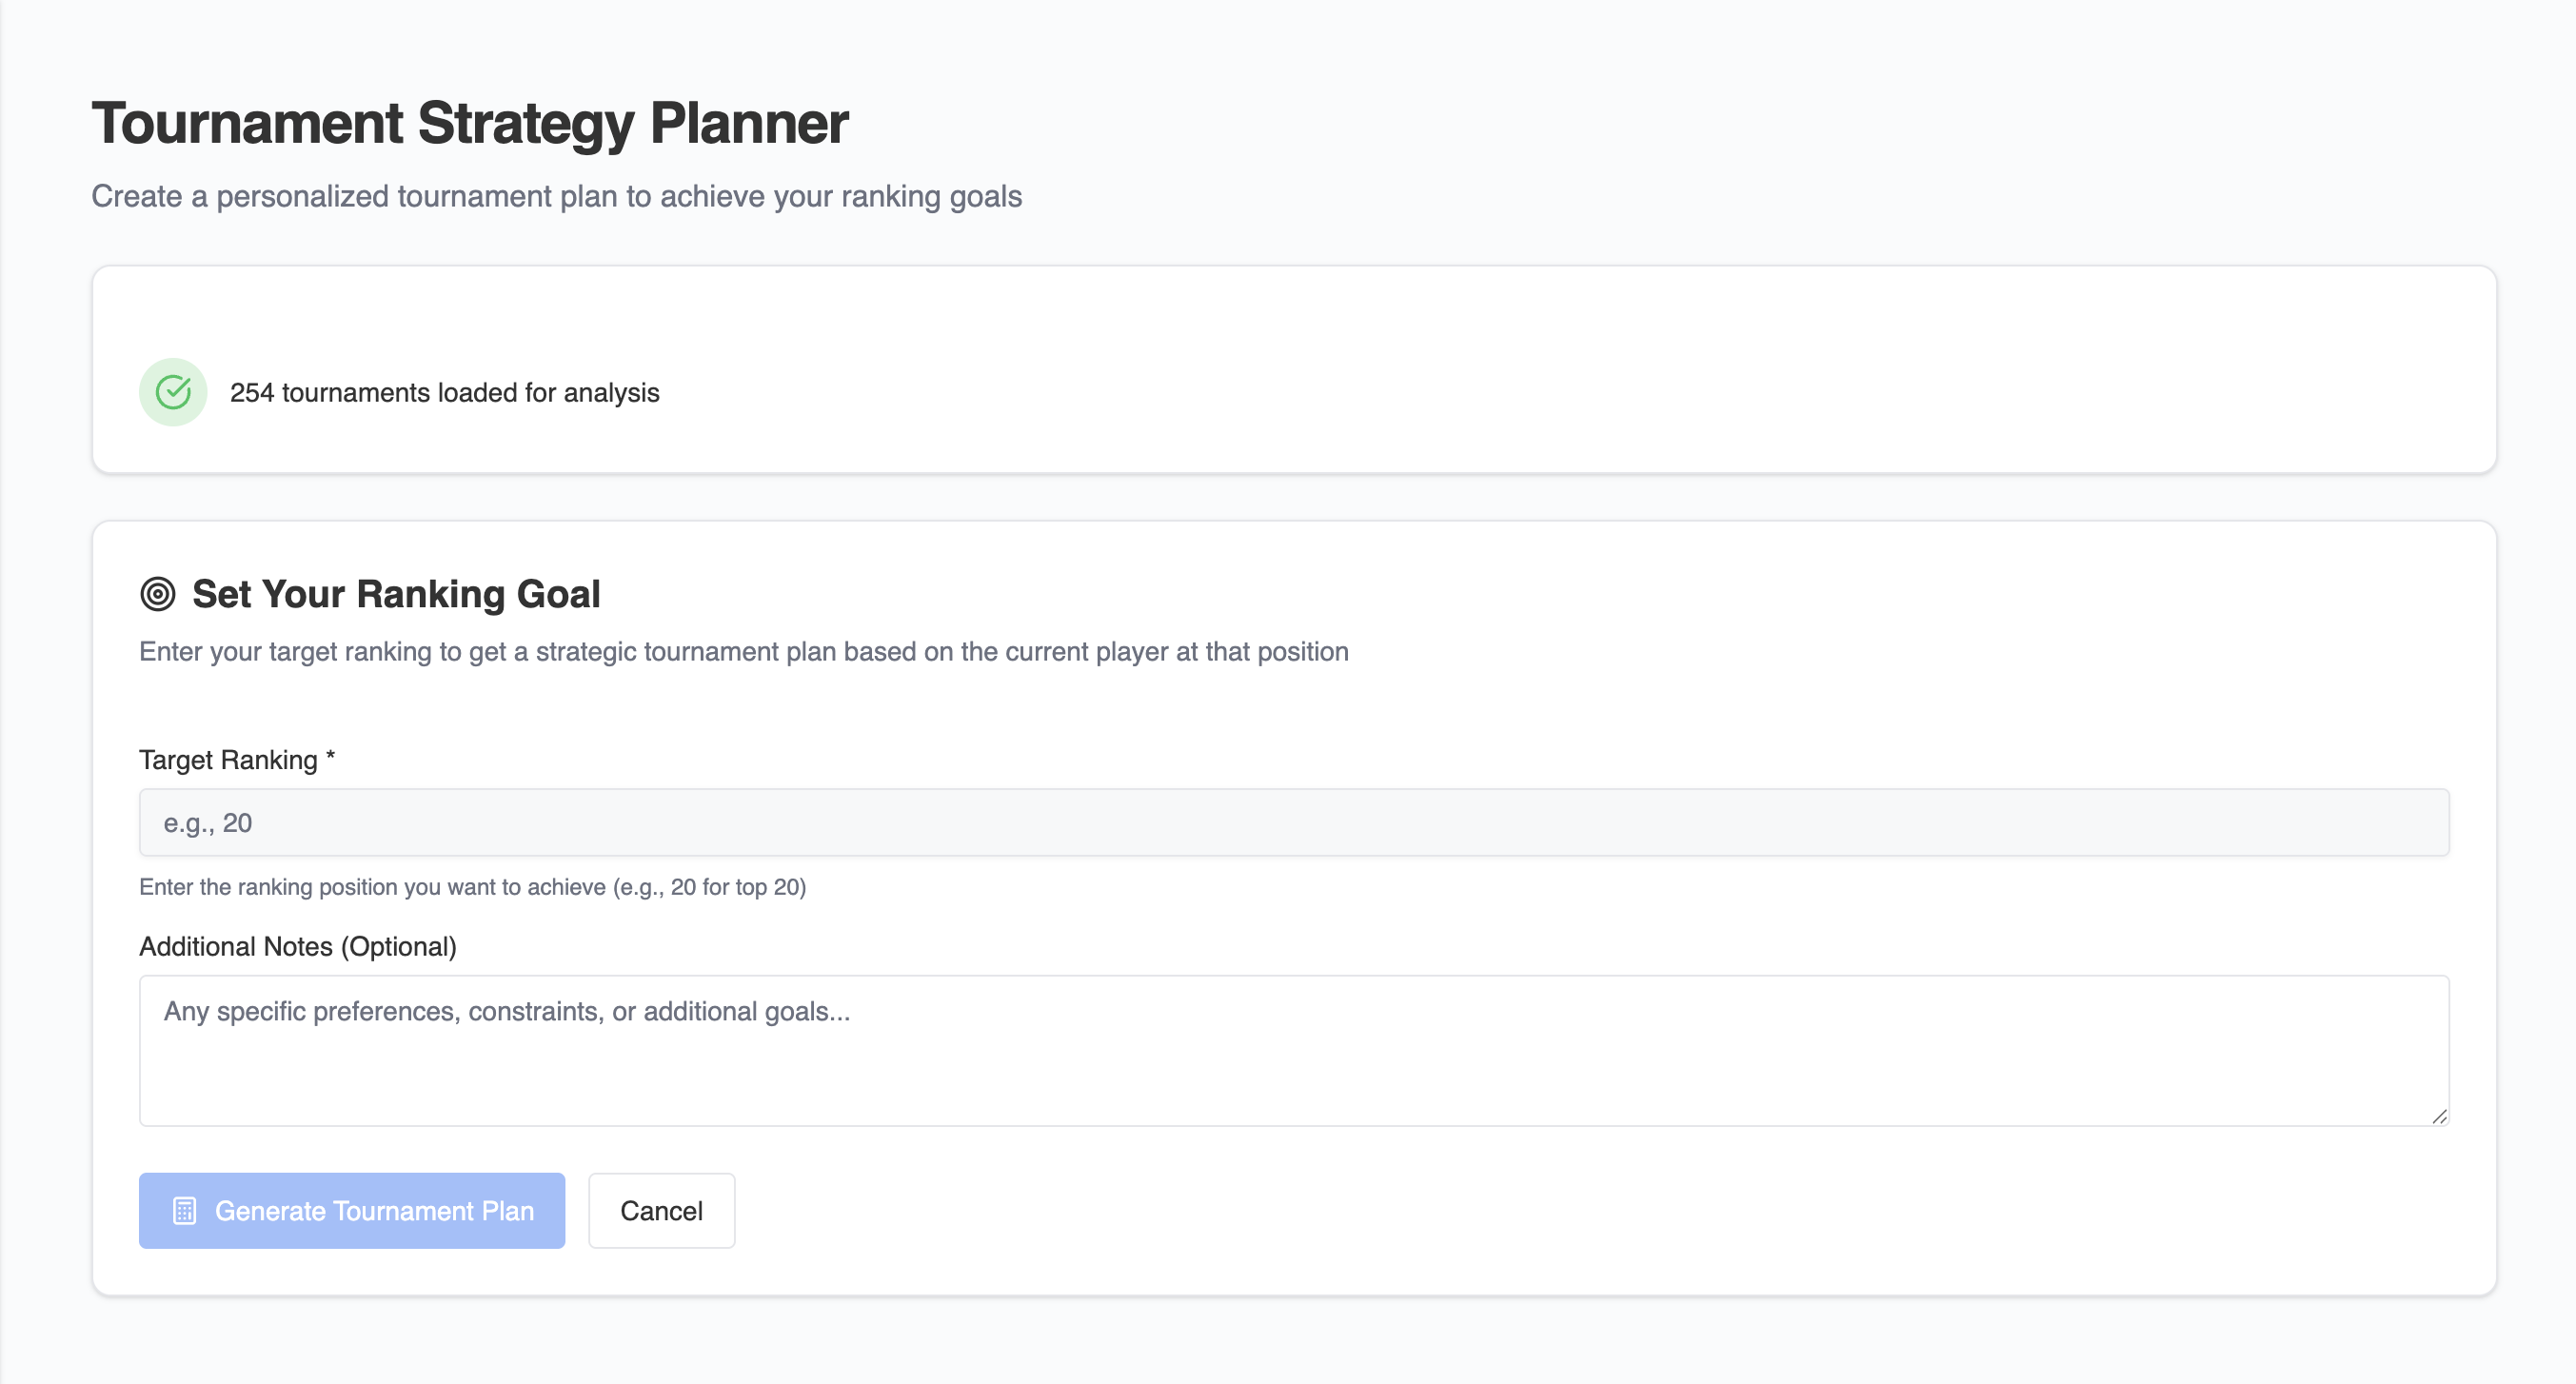 Tournament Strategy Planner
Create a personalized tournament plan to achieve your ranking goals
254 tournaments loaded for analysis
Set Your Ranking Goal
Enter your target ranking to get a strategic tournament plan based on the current player at that position
Target Ranking *
e.g., 20
Enter the ranking position you want to achieve (e.g., 20 for top 20)
Additional Notes (Optional)
Any specific preferences, constraints, or additional goals...
Generate Tournament Plan
Cancel